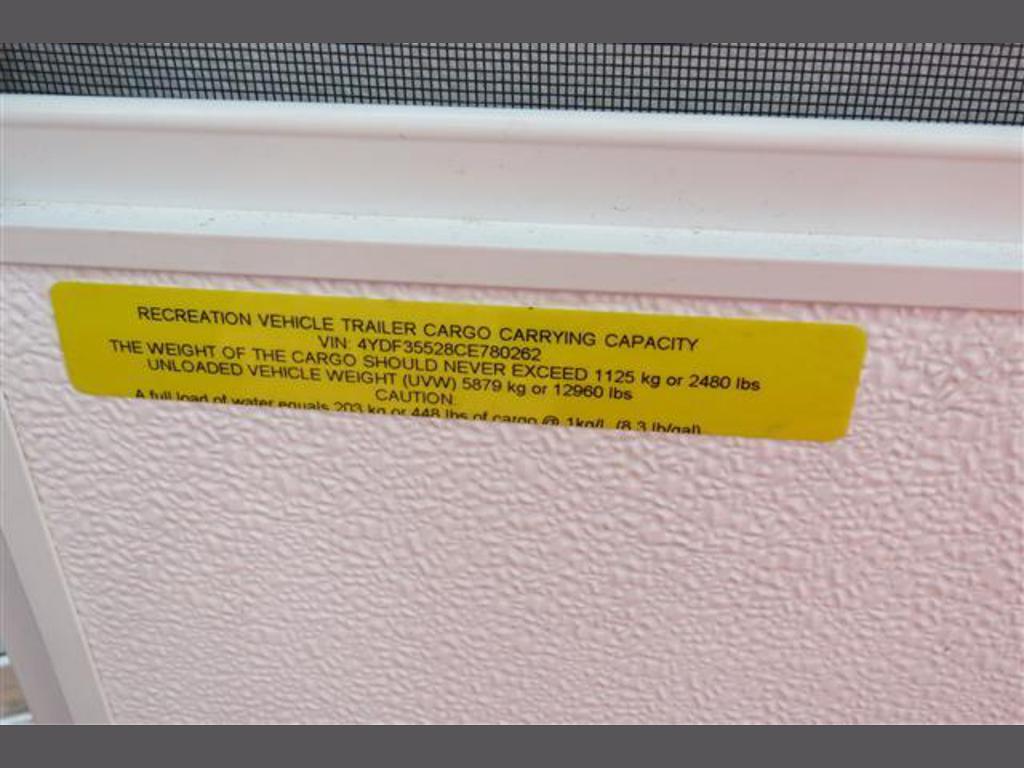 RECREATION VEHICLE TRAILER CARGO CARRYING CAPACITY
VIN: 4YDF35528CE780262
THE WEIGHT OF THE CARGO SHOULD NEVER EXCEED 1125 kg or 2480 lbs
UNLOADED VEHICLE WEIGHT (UVW) 5879 kg or 12960 lbs
CAUTION:
A full load of water equals 203 kg or 448 lbs of cargo @ 1kg/L (8.3 lb/gal)